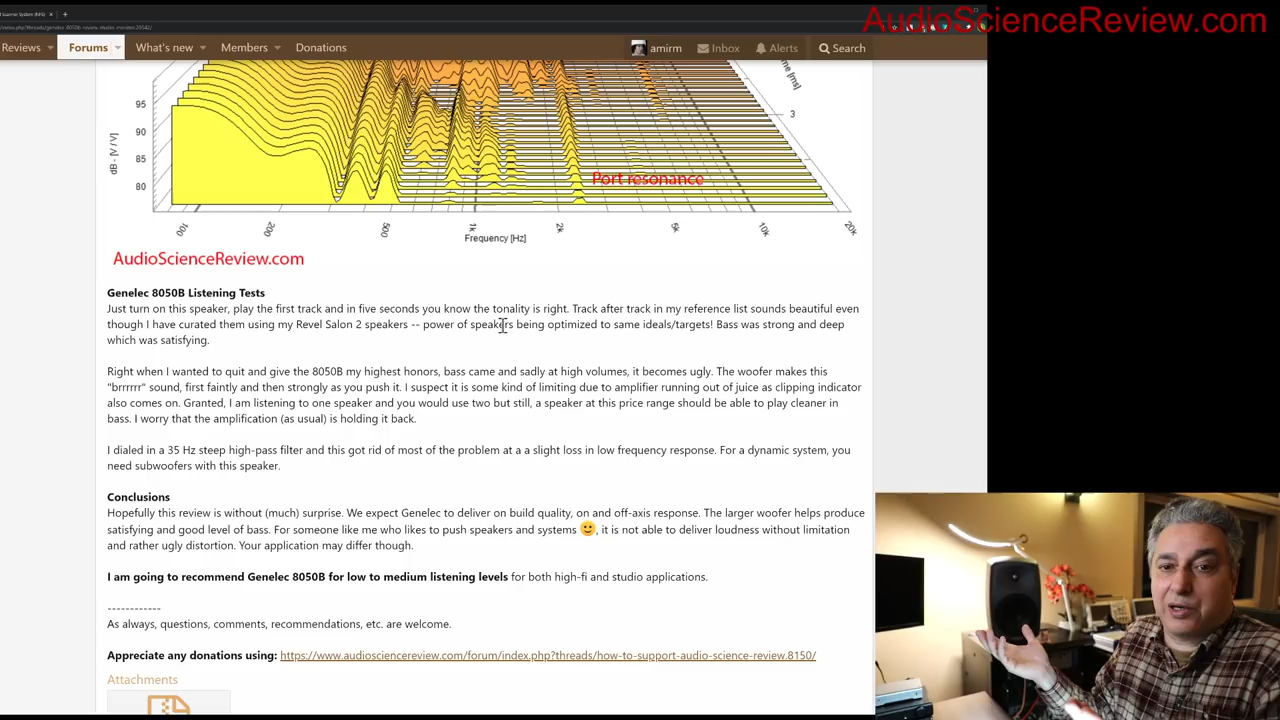 AudioScienceReview.com
Reviews Forums What's new Members Donations amirm Inbox Alerts Search
95
90
85
80
dB - [V / V]
3
Port resonance
100 200 500 1k 2k 5k 10k 20k
Frequency [Hz]
AudioScienceReview.com
Genelec 8050B Listening Tests
Just turn on this speaker, play the first track and in five seconds you know the tonality is right. Track after track in my reference list sounds beautiful even
though I have curated them using my Revel Salon 2 speakers -- power of speakers being optimized to same ideals/targets! Bass was strong and deep
which was satisfying.
Right when I wanted to quit and give the 8050B my highest honors, bass came and sadly at high volumes, it becomes ugly. The woofer makes this
"brrrrrr" sound, first faintly and then strongly as you push it. I suspect it is some kind of limiting due to amplifier running out of juice as clipping indicator
also comes on. Granted, I am listening to one speaker and you would use two but still, a speaker at this price range should be able to play cleaner in
bass. I worry that the amplification (as usual) is holding it back.
I dialed in a 35 Hz steep high-pass filter and this got rid of most of the problem at a a slight loss in low frequency response. For a dynamic system, you
need subwoofers with this speaker.
Conclusions
Hopefully this review is without (much) surprise. We expect Genelec to deliver on build quality, on and off-axis response. The larger woofer helps produce
satisfying and good level of bass. For someone like me who likes to push speakers and systems 🙂, it is not able to deliver loudness without limitation
and rather ugly distortion. Your application may differ though.
I am going to recommend Genelec 8050B for low to medium listening levels for both high-fi and studio applications.
------------
As always, questions, comments, recommendations, etc. are welcome.
Appreciate any donations using: https://www.audiosciencereview.com/forum/index.php?threads/how-to-support-audio-science-review.8150/
Attachments